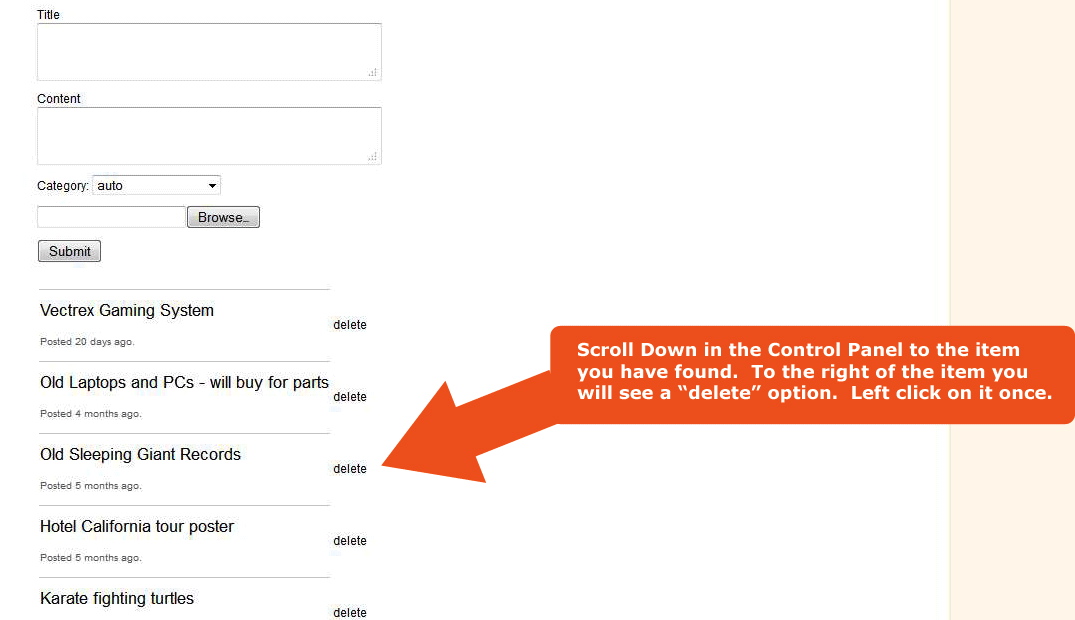 Title
Content
Category: auto
Browse...
Submit
Vectrex Gaming System
delete
Posted 20 days ago.
Old Laptops and PCs - will buy for parts
delete
Posted 4 months ago.
Old Sleeping Giant Records
delete
Posted 5 months ago.
Hotel California tour poster
delete
Posted 5 months ago.
Karate fighting turtles
delete
Scroll Down in the Control Panel to the item
you have found.  To the right of the item you
will see a “delete” option.  Left click on it once.